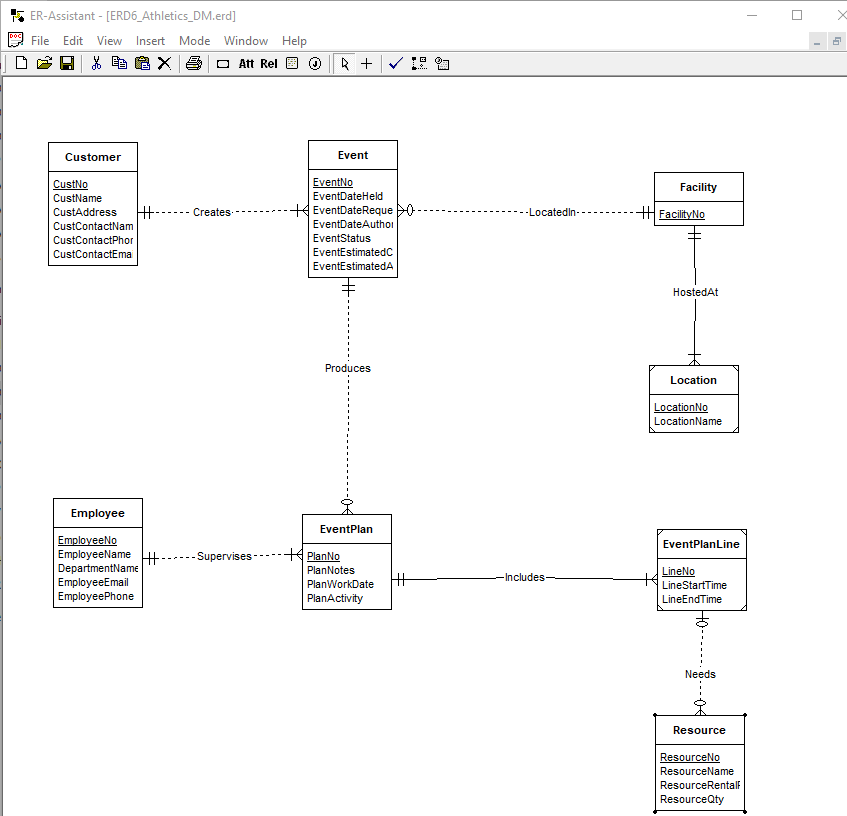 ER-Assistant - [ERD6_Athletics_DM.erd]
File Edit View Insert Mode Window Help
Att Rel
Customer
CustNo
CustName
CustAddress
CustContactNam
CustContactPhor
CustContactEmai
Creates
Event
EventNo
EventDateHeld
EventDateReque
EventDateAuthor
EventStatus
EventEstimatedC
EventEstimatedA
LocatedIn
Facility
FacilityNo
HostedAt
Location
LocationNo
LocationName
Produces
Employee
EmployeeNo
EmployeeName
DepartmentName
EmployeeEmail
EmployeePhone
Supervises
EventPlan
PlanNo
PlanNotes
PlanWorkDate
PlanActivity
Includes
EventPlanLine
LineNo
LineStartTime
LineEndTime
Needs
Resource
ResourceNo
ResourceName
ResourceRentalF
ResourceQty